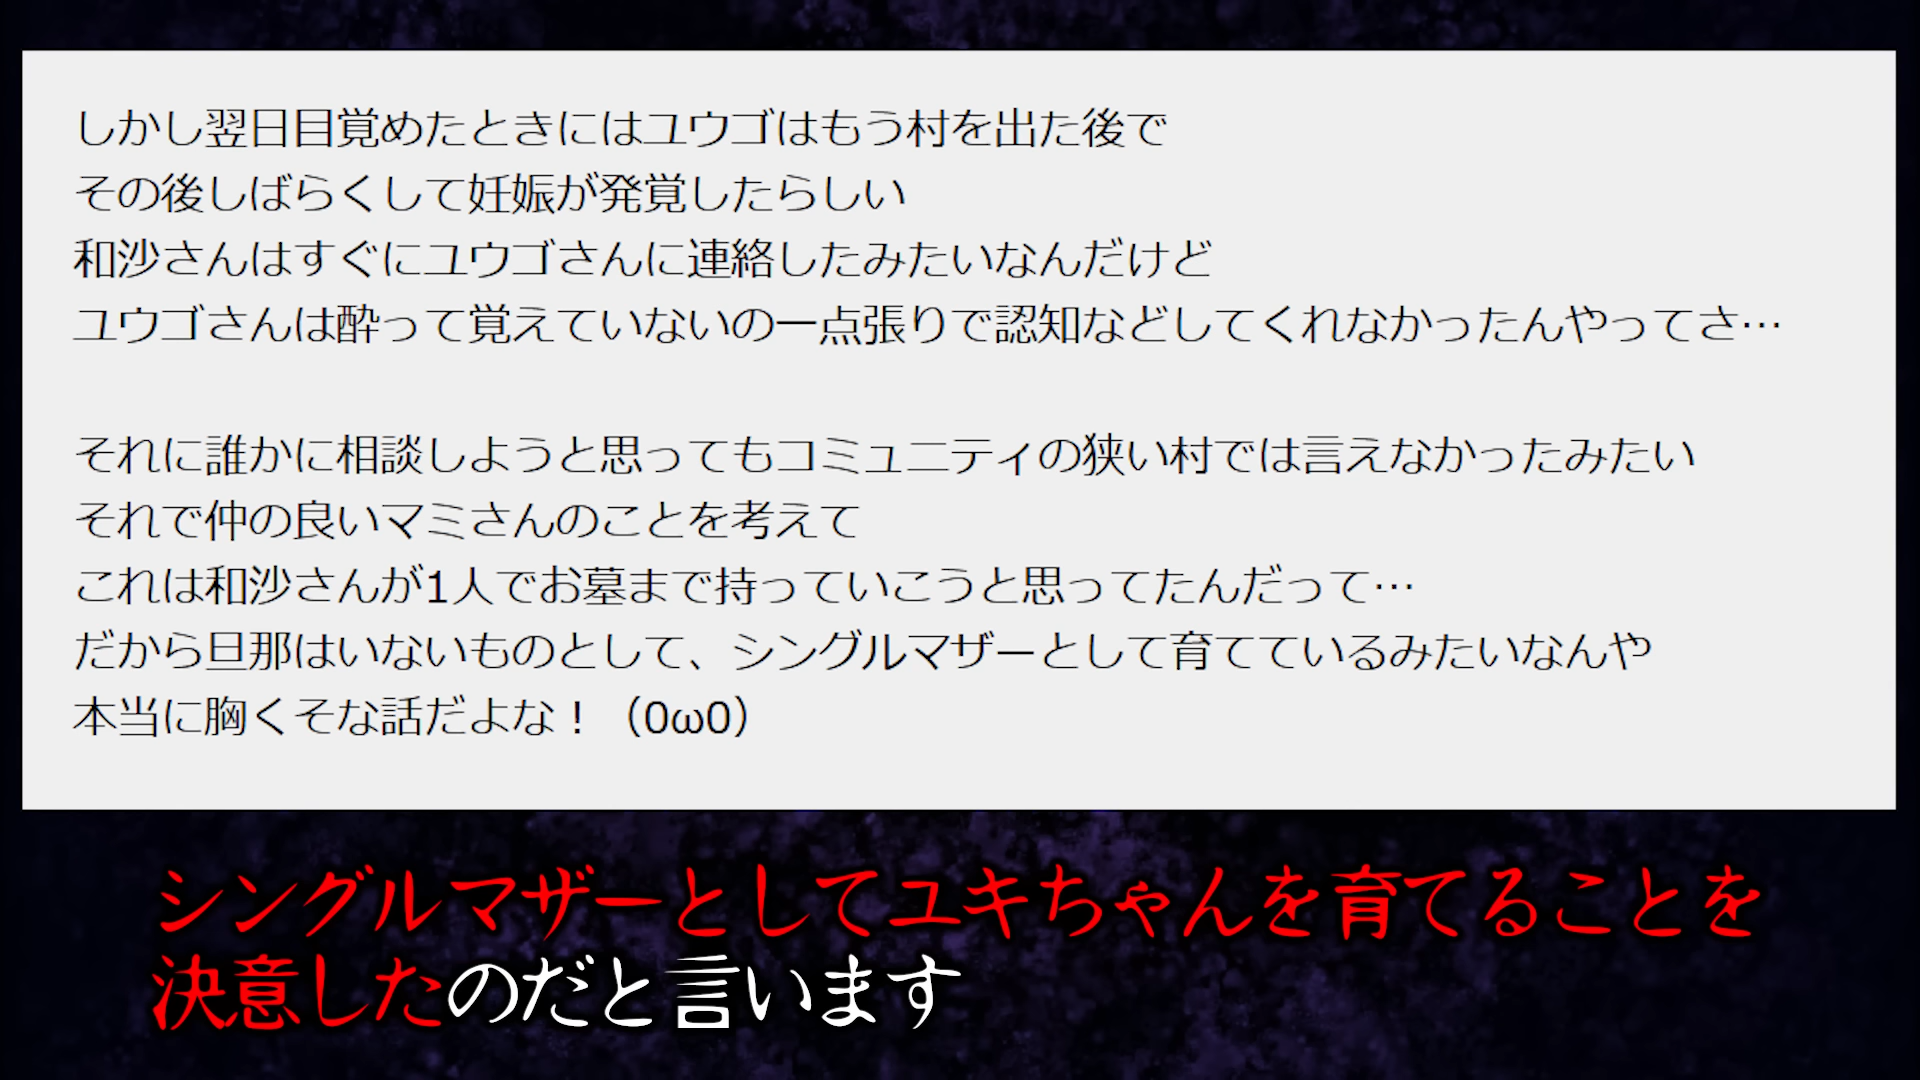 しかし翌日目覚めたときにはユウゴはもう村を出た後で
その後しばらくして妊娠が発覚したらしい
和沙さんはすぐにユウゴさんに連絡したみたいなんだけど
ユウゴさんは酔って覚えていないの一点張りで認知などしてくれなかったんやってさ…
それに誰かに相談しようと思ってもコミュニティの狭い村では言えなかったみたい
それで仲の良いマミさんのことを考えて
これは和沙さんが1人でお墓まで持っていこうと思ってたんだって…
だから旦那はいないものとして、シングルマザーとして育てているみたいなんや
本当に胸くそな話だよな！（0ω0）
シングルマザーとしてユキちゃんを育てることを
決意したのだと言います